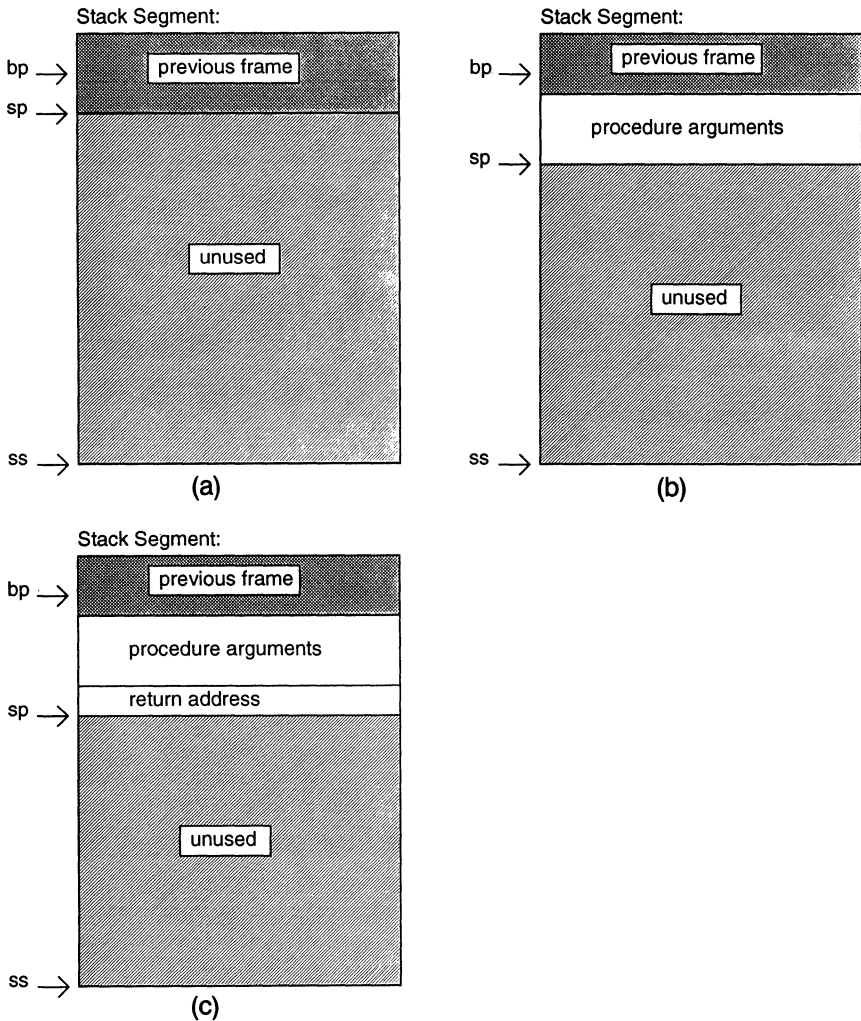 Stack Segment:
bp
previous frame
sp
unused
ss
(a)
Stack Segment:
bp
previous frame
procedure arguments
sp
unused
ss
(b)
Stack Segment:
bp
previous frame
procedure arguments
return address
sp
unused
ss
(c)